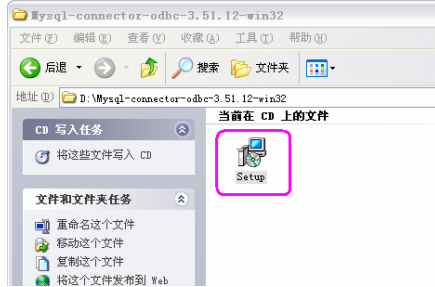 Mysql-connector-odbc-3.51.12-win32
文件(F) 编辑(E) 查看(V) 收藏(A) 工具(T) 帮助(H)
后退 搜索 文件夹
地址(D) D:\Mysql-connector-odbc-3.51.12-win32
CD 写入任务
将这些文件写入 CD
文件和文件夹任务
重命名这个文件
移动这个文件
复制这个文件
将这个文件发布到 Web
当前在 CD 上的文件
Setup